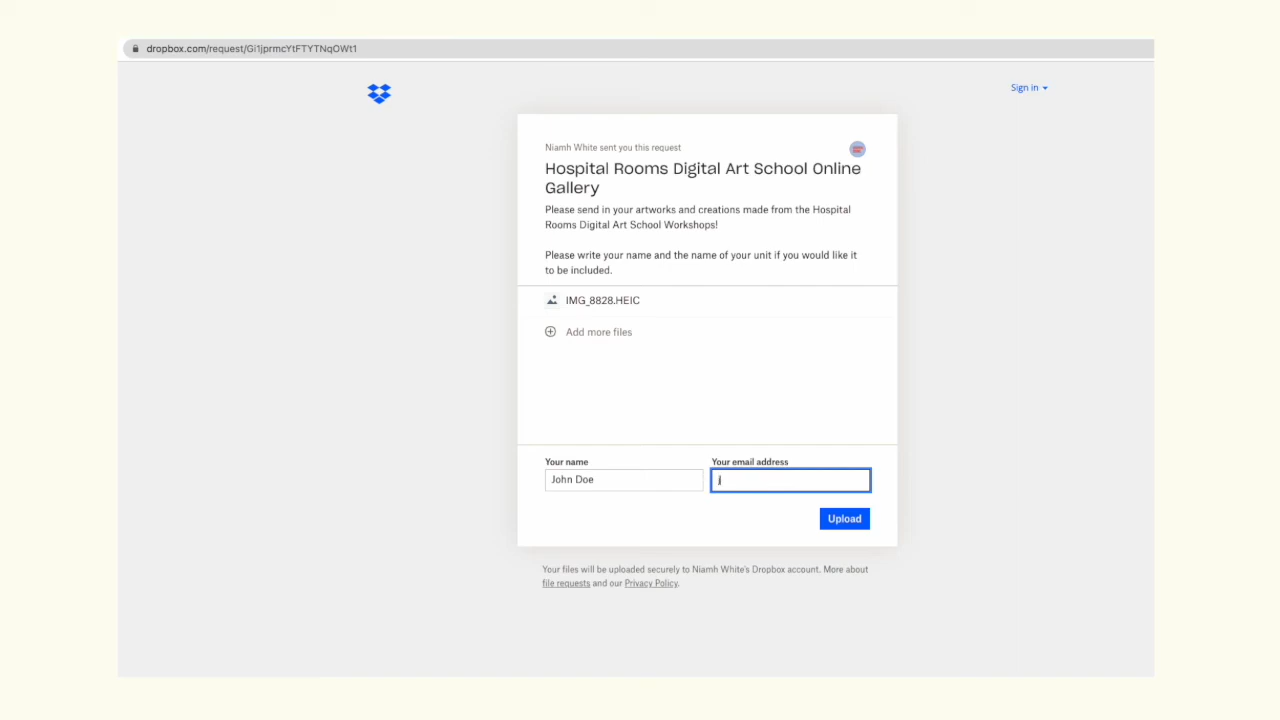 dropbox.com/request/Gi1jprmcYtFTYTNqOWt1
Sign in
Niamh White sent you this request
Hospital Rooms Digital Art School Online
Gallery
Please send in your artworks and creations made from the Hospital
Rooms Digital Art School Workshops!
Please write your name and the name of your unit if you would like it
to be included.
IMG_8828.HEIC
Add more files
Your name
Your email address
John Doe
j
Upload
Your files will be uploaded securely to Niamh White's Dropbox account. More about
file requests and our Privacy Policy.